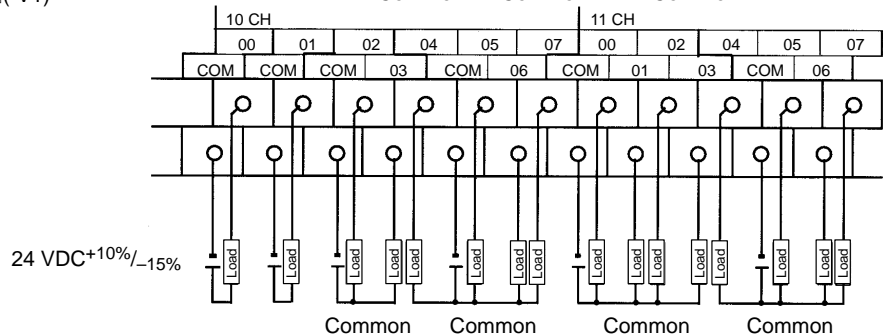 10 CH 11 CH
00 01 02 04 05 07 00 02 04 05 07
COM COM COM 03 COM 06 COM 01 03 COM 06
24 VDC+10%/–15%
Load Load Load Load Load Load Load Load Load Load Load Load Load Load Load Load
Common Common Common Common